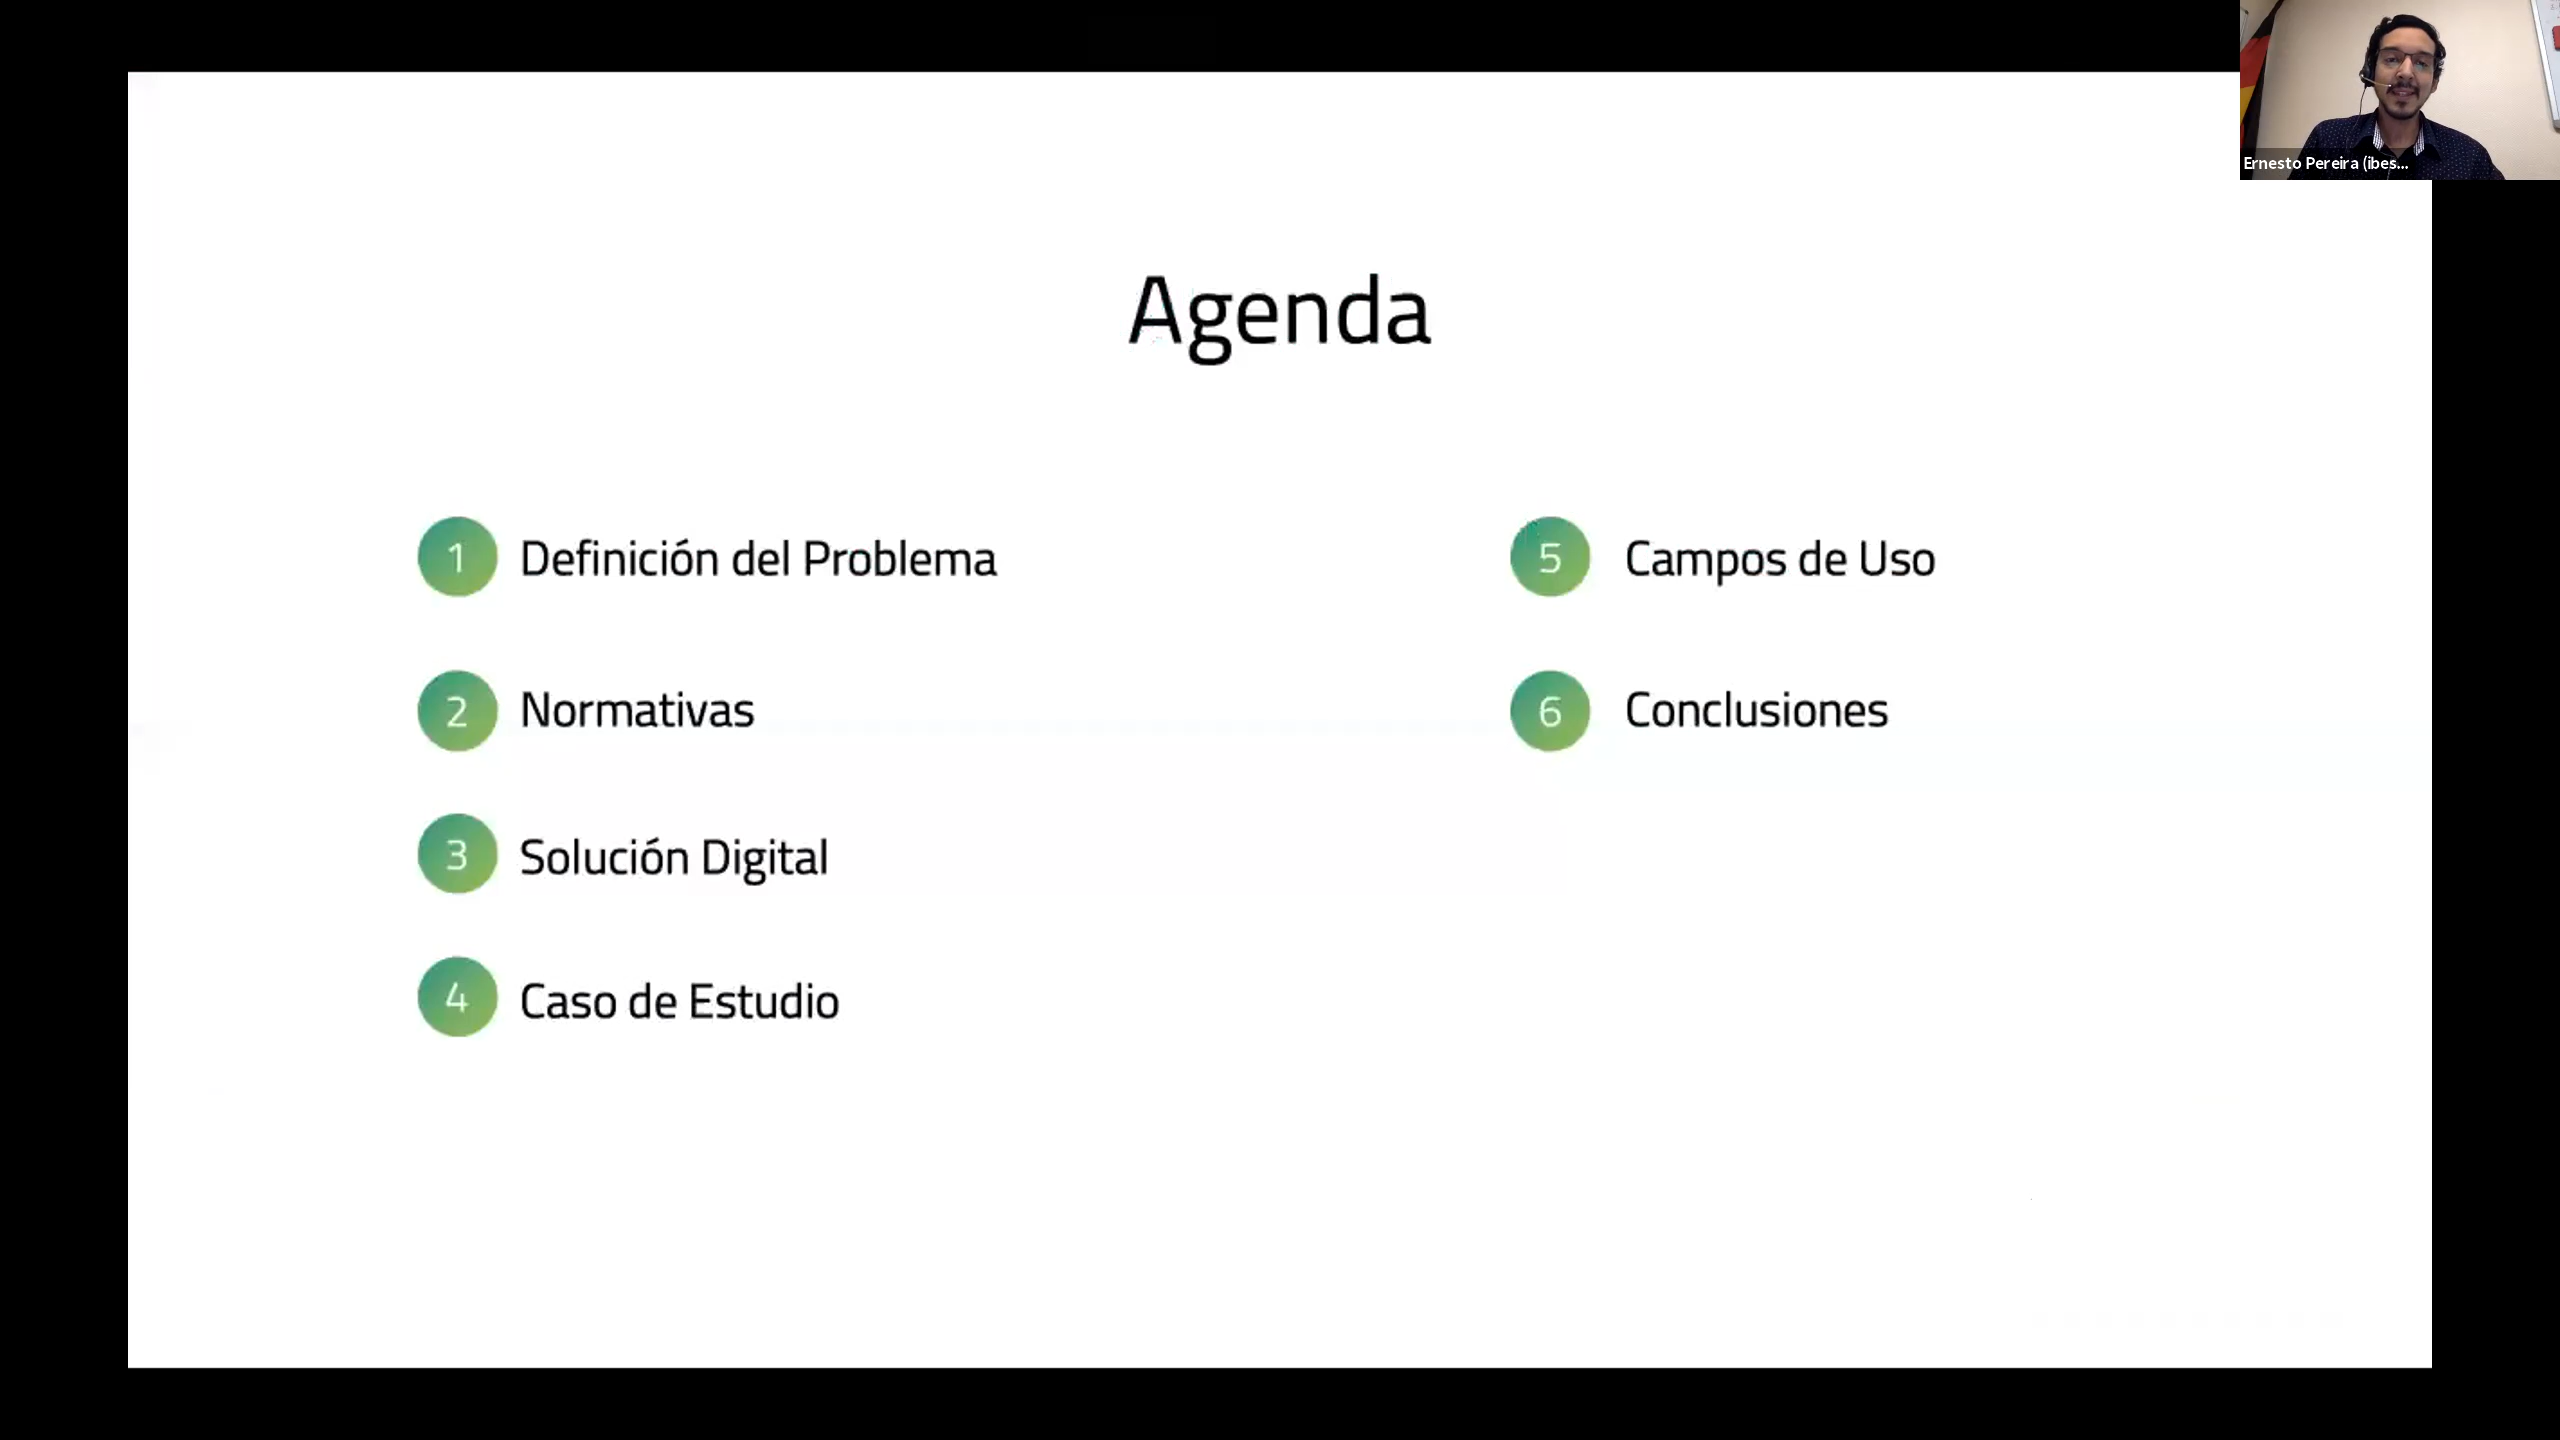 Ernesto Pereira (ibes...
Agenda
1 Definición del Problema
2 Normativas
3 Solución Digital
4 Caso de Estudio
5 Campos de Uso
6 Conclusiones